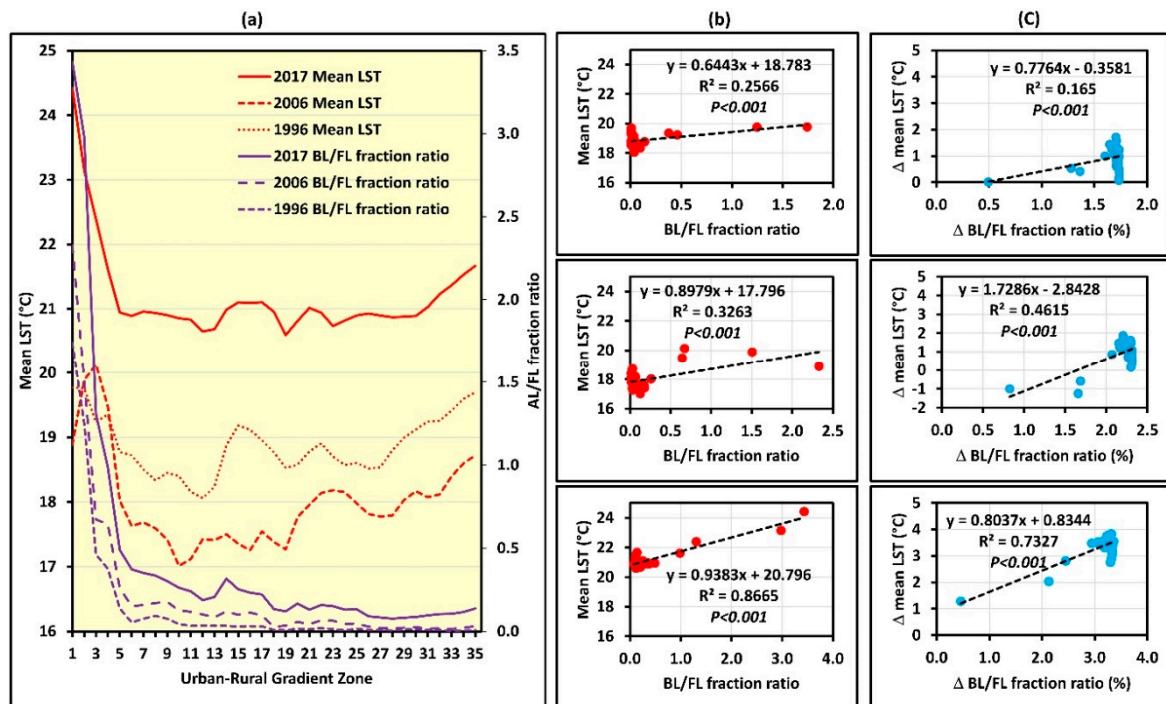 (a)
(b)
(C)
25
24
23
22
21
20
19
18
17
16
Mean LST (°C)
3.5
3.0
2.5
2.0
1.5
1.0
0.5
0.0
AL/FL fraction ratio
2017 Mean LST
2006 Mean LST
1996 Mean LST
2017 BL/FL fraction ratio
2006 BL/FL fraction ratio
1996 BL/FL fraction ratio
1 3 5 7 9 11 13 15 17 19 21 23 25 27 29 31 33 35
Urban-Rural Gradient Zone
24
22
20
18
16
Mean LST (°C)
y = 0.6443x + 18.783
R² = 0.2566
P<0.001
0.0 0.5 1.0 1.5 2.0
BL/FL fraction ratio
5
4
3
2
1
0
Δ mean LST (°C)
y = 0.7764x - 0.3581
R² = 0.165
P<0.001
0.0 0.5 1.0 1.5 2.0
Δ BL/FL fraction ratio (%)
24
22
20
18
16
Mean LST (°C)
y = 0.8979x + 17.796
R² = 0.3263
P<0.001
0.0 0.5 1.0 1.5 2.0 2.5
BL/FL fraction ratio
5
4
3
2
1
0
-1
-2
Δ mean LST (°C)
y = 1.7286x - 2.8428
R² = 0.4615
P<0.001
0.0 0.5 1.0 1.5 2.0 2.5
Δ BL/FL fraction ratio (%)
24
22
20
18
16
Mean LST (°C)
y = 0.9383x + 20.796
R² = 0.8665
P<0.001
0.0 1.0 2.0 3.0 4.0
BL/FL fraction ratio
5
4
3
2
1
0
Δ mean LST (°C)
y = 0.8037x + 0.8344
R² = 0.7327
P<0.001
0.0 1.0 2.0 3.0 4.0
Δ BL/FL fraction ratio (%)